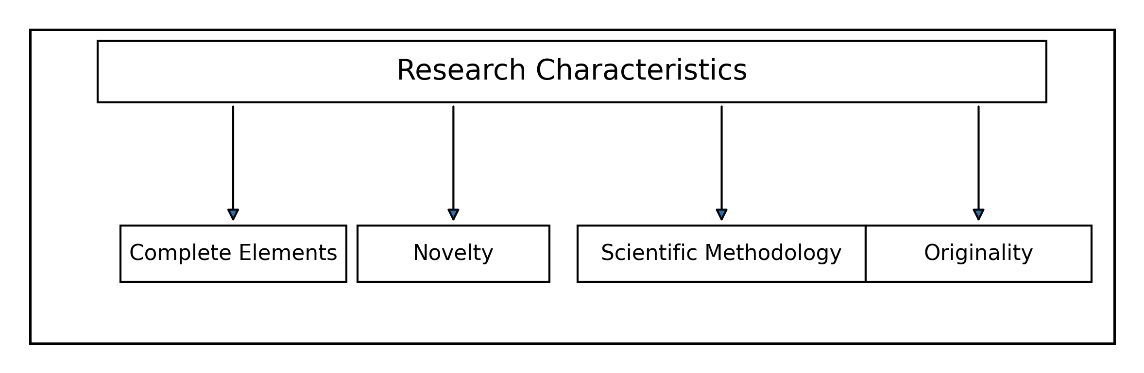 Research Characteristics
Complete Elements
Novelty
Scientific Methodology
Originality